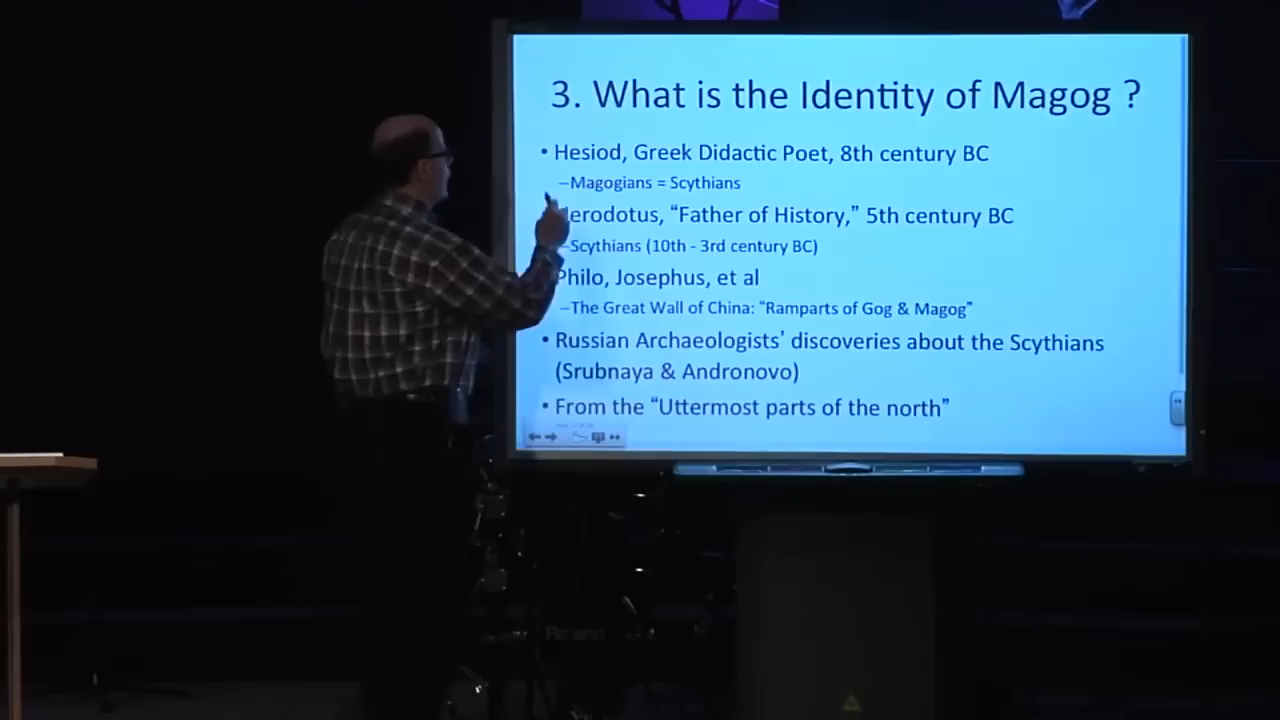 3. What is the Identity of Magog ?
• Hesiod, Greek Didactic Poet, 8th century BC
–Magogians = Scythians
Herodotus, “Father of History,” 5th century BC
–Scythians (10th - 3rd century BC)
Philo, Josephus, et al
–The Great Wall of China: “Ramparts of Gog & Magog”
• Russian Archaeologists’ discoveries about the Scythians
(Srubnaya & Andronovo)
• From the “Uttermost parts of the north”